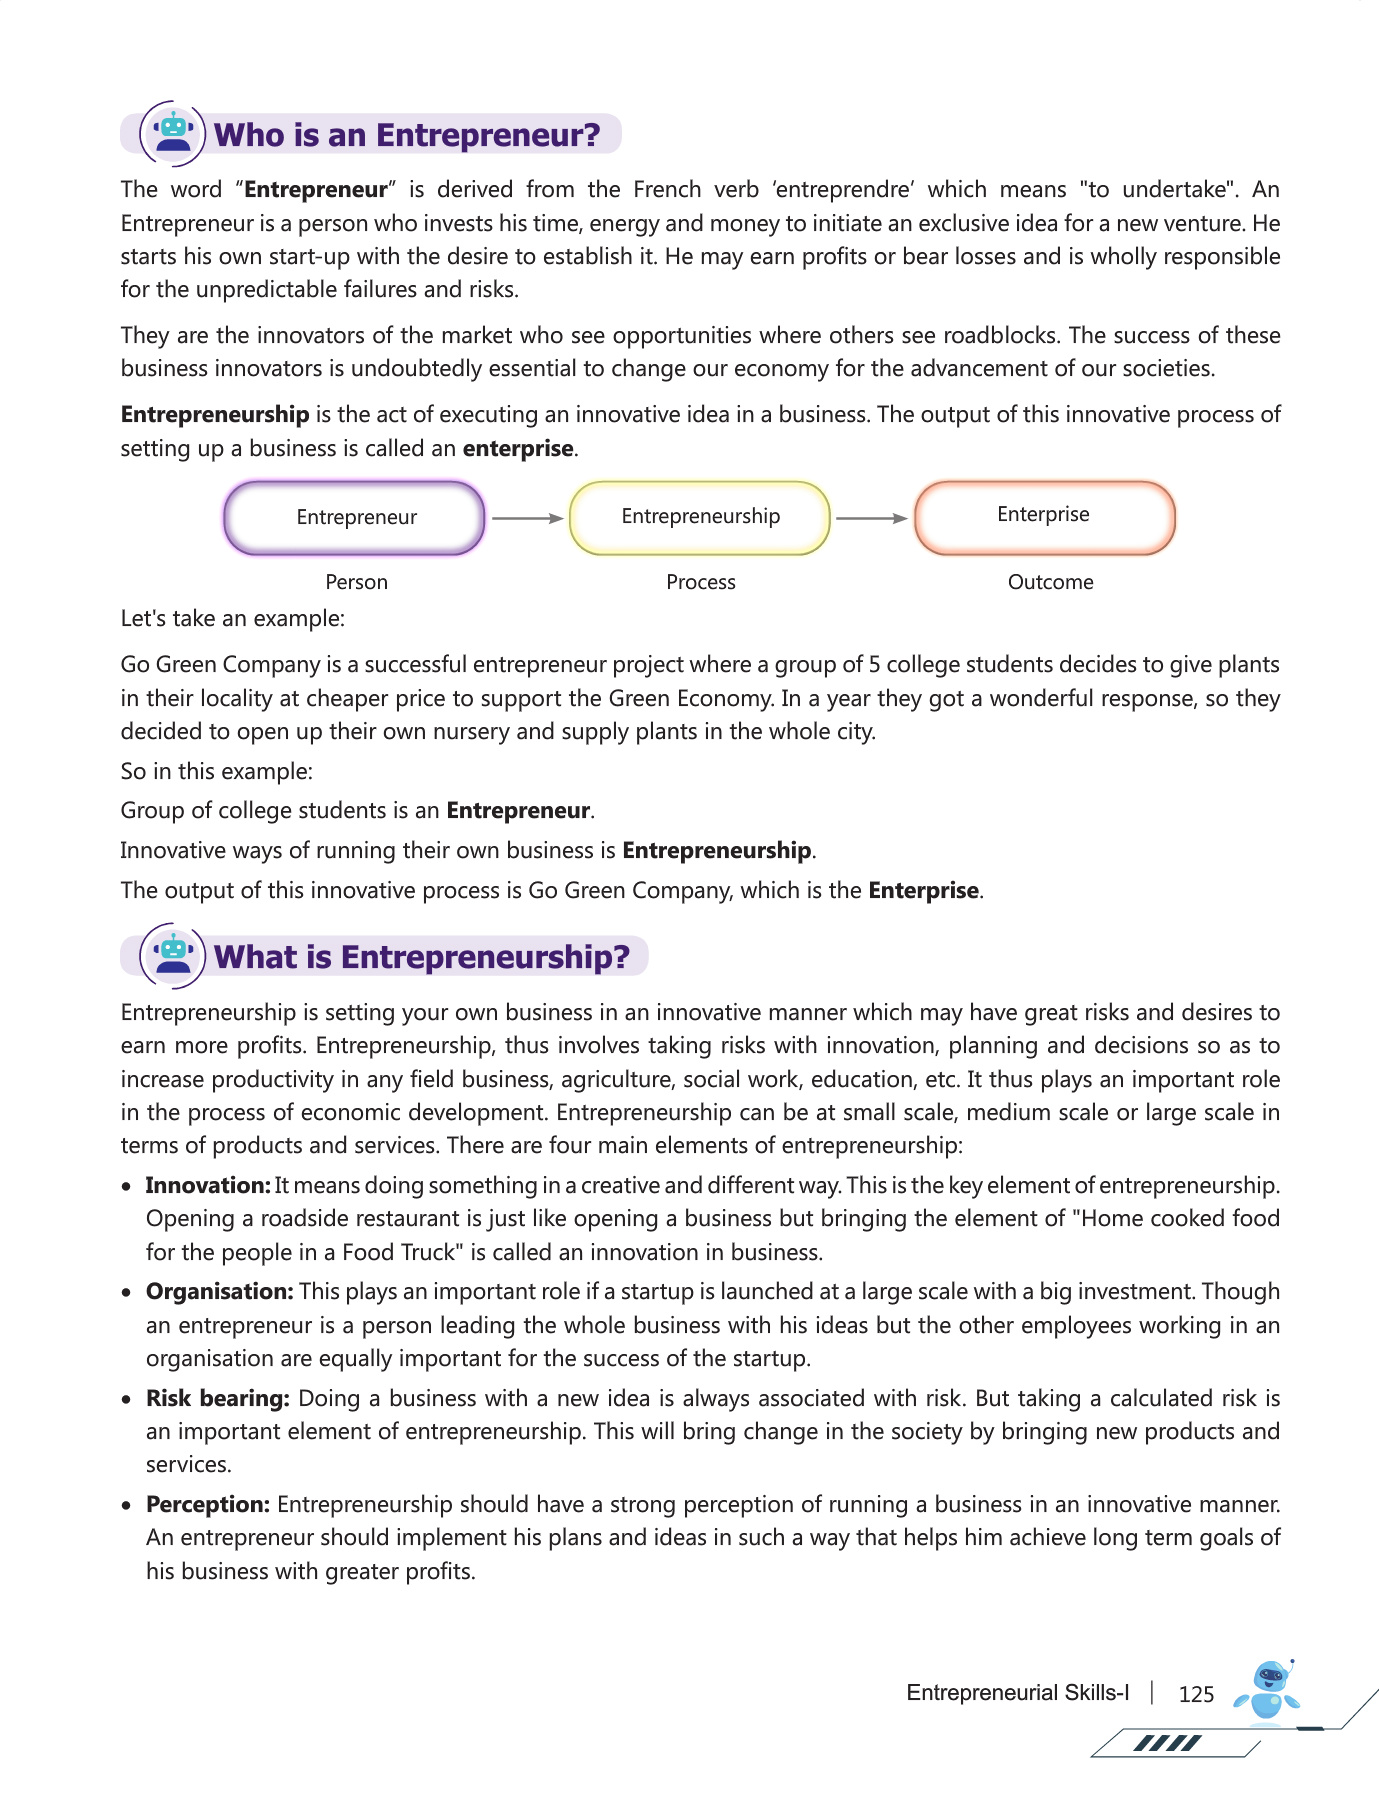 Who is an Entrepreneur?
The word “Entrepreneur” is derived from the French verb ‘entreprendre’ which means "to undertake". An
Entrepreneur is a person who invests his time, energy and money to initiate an exclusive idea for a new venture. He
starts his own start-up with the desire to establish it. He may earn profits or bear losses and is wholly responsible
for the unpredictable failures and risks.
They are the innovators of the market who see opportunities where others see roadblocks. The success of these
business innovators is undoubtedly essential to change our economy for the advancement of our societies.
Entrepreneurship is the act of executing an innovative idea in a business. The output of this innovative process of
setting up a business is called an enterprise.
Entrepreneur Entrepreneurship Enterprise
Person Process Outcome
Let's take an example:
Go Green Company is a successful entrepreneur project where a group of 5 college students decides to give plants
in their locality at cheaper price to support the Green Economy. In a year they got a wonderful response, so they
decided to open up their own nursery and supply plants in the whole city.
So in this example:
Group of college students is an Entrepreneur.
Innovative ways of running their own business is Entrepreneurship.
The output of this innovative process is Go Green Company, which is the Enterprise.
What is Entrepreneurship?
Entrepreneurship is setting your own business in an innovative manner which may have great risks and desires to
earn more profits. Entrepreneurship, thus involves taking risks with innovation, planning and decisions so as to
increase productivity in any field business, agriculture, social work, education, etc. It thus plays an important role
in the process of economic development. Entrepreneurship can be at small scale, medium scale or large scale in
terms of products and services. There are four main elements of entrepreneurship:
• Innovation: It means doing something in a creative and different way. This is the key element of entrepreneurship.
Opening a roadside restaurant is just like opening a business but bringing the element of "Home cooked food
for the people in a Food Truck" is called an innovation in business.
• Organisation: This plays an important role if a startup is launched at a large scale with a big investment. Though
an entrepreneur is a person leading the whole business with his ideas but the other employees working in an
organisation are equally important for the success of the startup.
• Risk bearing: Doing a business with a new idea is always associated with risk. But taking a calculated risk is
an important element of entrepreneurship. This will bring change in the society by bringing new products and
services.
• Perception: Entrepreneurship should have a strong perception of running a business in an innovative manner.
An entrepreneur should implement his plans and ideas in such a way that helps him achieve long term goals of
his business with greater profits.
Entrepreneurial Skills-I | 125